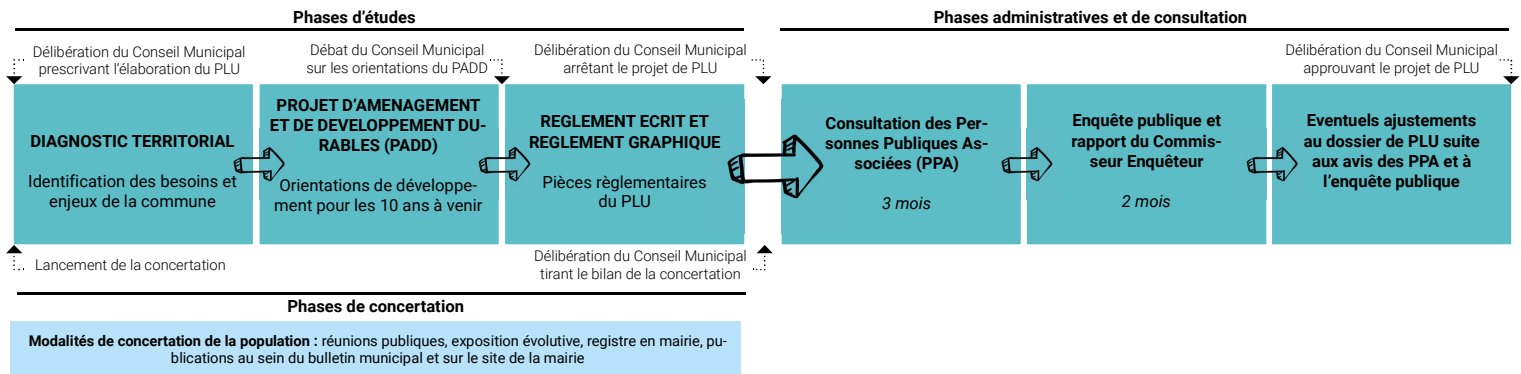 Phases d'études
Phases administratives et de consultation
Délibération du Conseil Municipal
prescrivant l'élaboration du PLU
Débat du Conseil Municipal
sur les orientations du PADD
Délibération du Conseil Municipal
arrêtant le projet de PLU
Délibération du Conseil Municipal
approuvant le projet de PLU
DIAGNOSTIC TERRITORIAL
Identification des besoins et
enjeux de la commune
PROJET D'AMENAGEMENT
ET DE DEVELOPPEMENT DU-
RABLES (PADD)
Orientations de développe-
ment pour les 10 ans à venir
REGLEMENT ECRIT ET
REGLEMENT GRAPHIQUE
Pièces règlementaires
du PLU
Consultation des Per-
sonnes Publiques As-
sociées (PPA)
3 mois
Enquête publique et
rapport du Commis-
seur Enquêteur
2 mois
Eventuels ajustements
au dossier de PLU suite
aux avis des PPA et à
l'enquête publique
Lancement de la concertation
Délibération du Conseil Municipal
tirant le bilan de la concertation
Phases de concertation
Modalités de concertation de la population : réunions publiques, exposition évolutive, registre en mairie, pu-
blications au sein du bulletin municipal et sur le site de la mairie